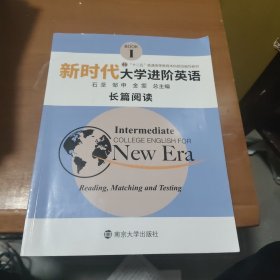 BOOK
1
新时代大学进阶英语
石坚 邹申 金雯 总主编
长篇阅读
Intermediate
COLLEGE ENGLISH FOR
New Era
Reading, Matching and Testing
南京大学出版社